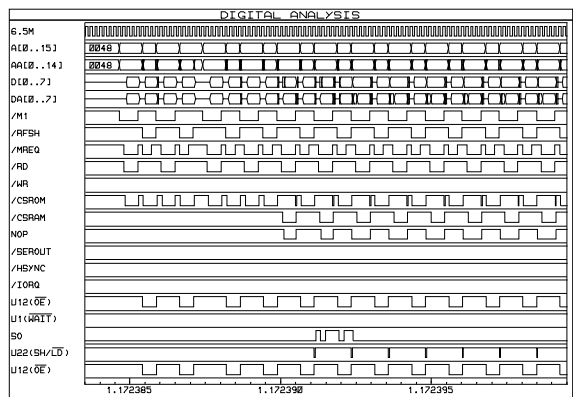 DIGITAL ANALYSIS
6.5M
A[0..15] 0048
AA[0..14] 0048
D[0..7]
DA[0..7]
/M1
/RFSH
/MREQ
/RD
/WR
/CSROM
/CSRAM
NOP
/SEROUT
/HSYNC
/IORQ
U12(OE)
U1(WAIT)
SO
U22(SH/LD)
U12(OE)
1.172385 1.172390 1.172395